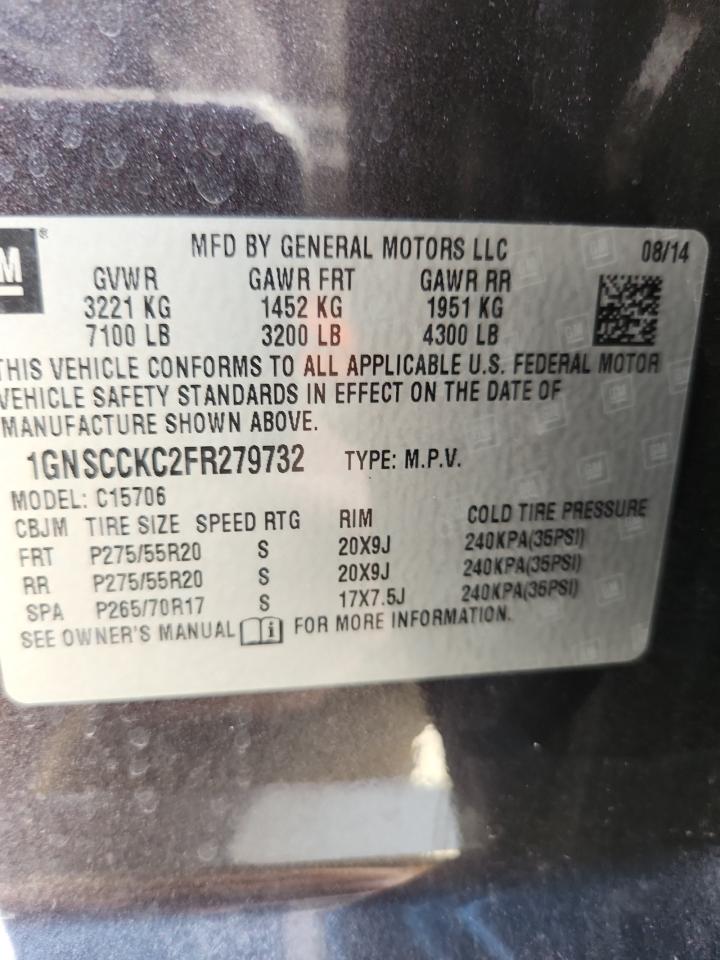 M ®
MFD BY GENERAL MOTORS LLC 08/14
GVWR GAWR FRT GAWR RR
3221 KG 1452 KG 1951 KG
7100 LB 3200 LB 4300 LB
THIS VEHICLE CONFORMS TO ALL APPLICABLE U.S. FEDERAL MOTOR
VEHICLE SAFETY STANDARDS IN EFFECT ON THE DATE OF
MANUFACTURE SHOWN ABOVE.
1GNSCCKC2FR279732 TYPE: M.P.V.
MODEL: C15706
CBJM TIRE SIZE SPEED RTG RIM COLD TIRE PRESSURE
FRT P275/55R20 S 20X9J 240KPA(35PSI)
RR P275/55R20 S 20X9J 240KPA(35PSI)
SPA P265/70R17 S 17X7.5J 240KPA(35PSI)
SEE OWNER'S MANUAL i FOR MORE INFORMATION.